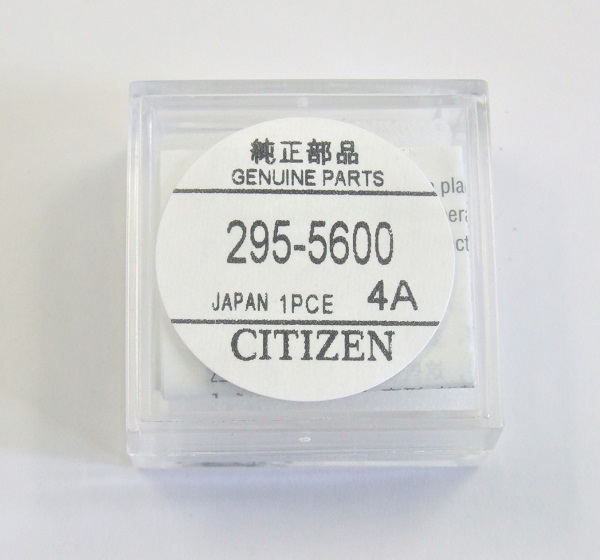 純正部品
GENUINE PARTS
295-5600
JAPAN 1PCE 4A
CITIZEN